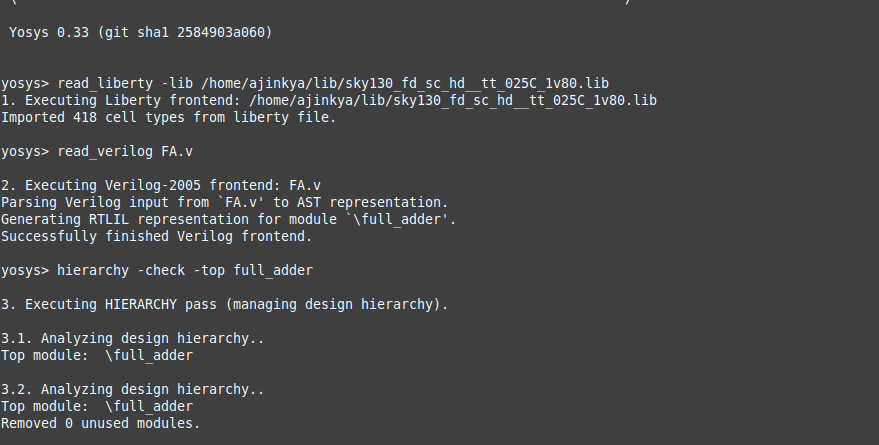 Yosys 0.33 (git sha1 2584903a060)
yosys> read_liberty -lib /home/ajinkya/lib/sky130_fd_sc_hd__tt_025C_1v80.lib
1. Executing Liberty frontend: /home/ajinkya/lib/sky130_fd_sc_hd__tt_025C_1v80.lib
Imported 418 cell types from liberty file.
yosys> read_verilog FA.v
2. Executing Verilog-2005 frontend: FA.v
Parsing Verilog input from `FA.v' to AST representation.
Generating RTLIL representation for module `\full_adder'.
Successfully finished Verilog frontend.
yosys> hierarchy -check -top full_adder
3. Executing HIERARCHY pass (managing design hierarchy).
3.1. Analyzing design hierarchy..
Top module:  \full_adder
3.2. Analyzing design hierarchy..
Top module:  \full_adder
Removed 0 unused modules.